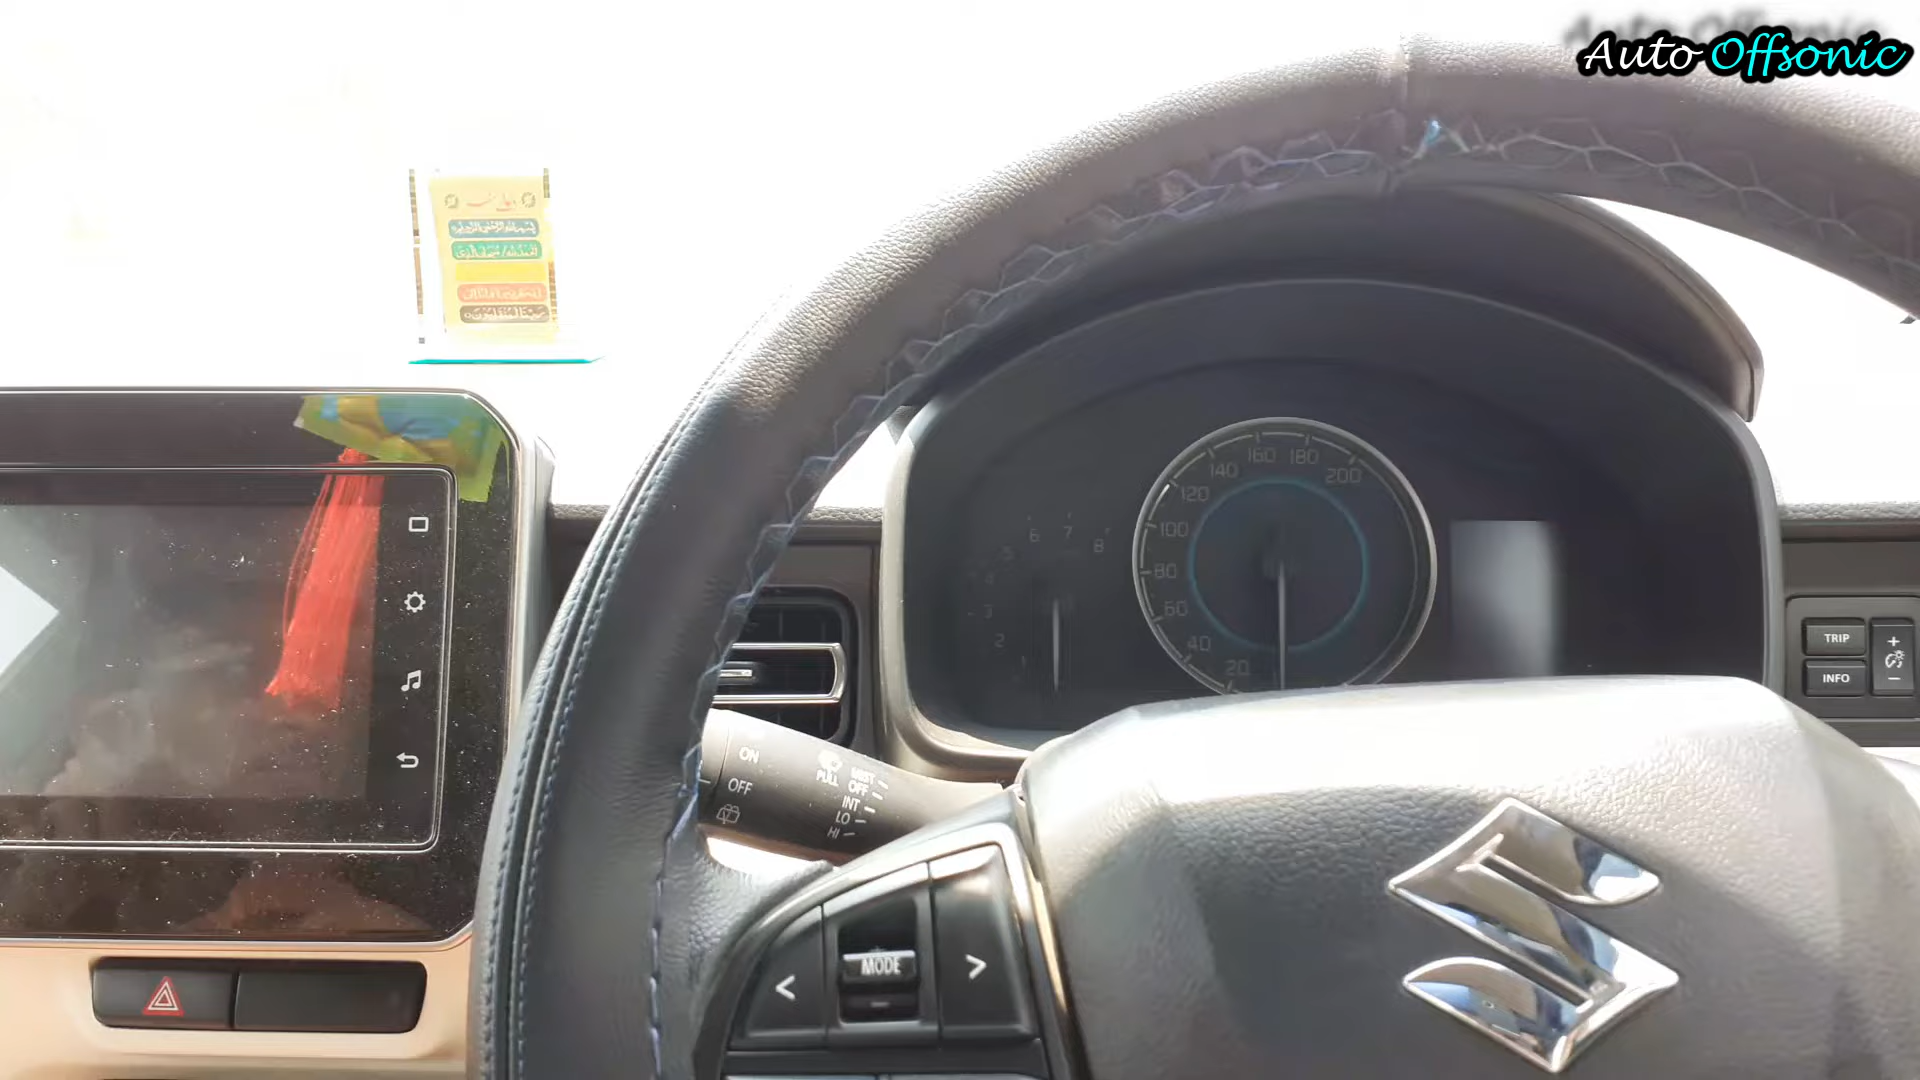 Auto Offsonic
160 180
140 200
120
100
80
60
40
20
6 7 8
5
4
3
2
1
TRIP
+
INFO
-
ON
OFF
PULL
MIST
OFF
INT
LO
HI
< MODE >